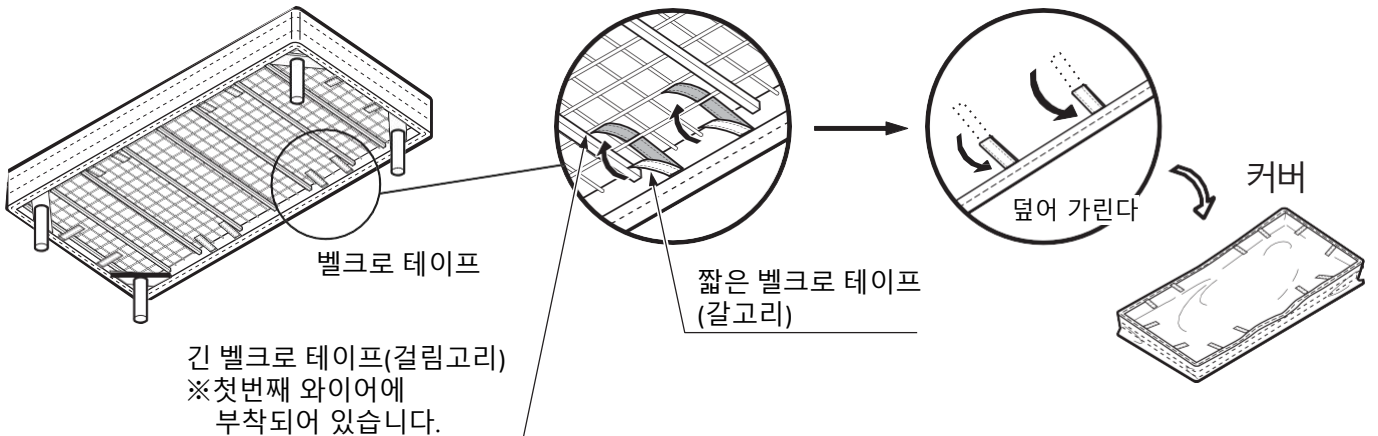 벨크로 테이프
긴 벨크로 테이프(걸림고리)
※첫번째 와이어에
부착되어 있습니다.
짧은 벨크로 테이프
(갈고리)
덮어 가린다
커버